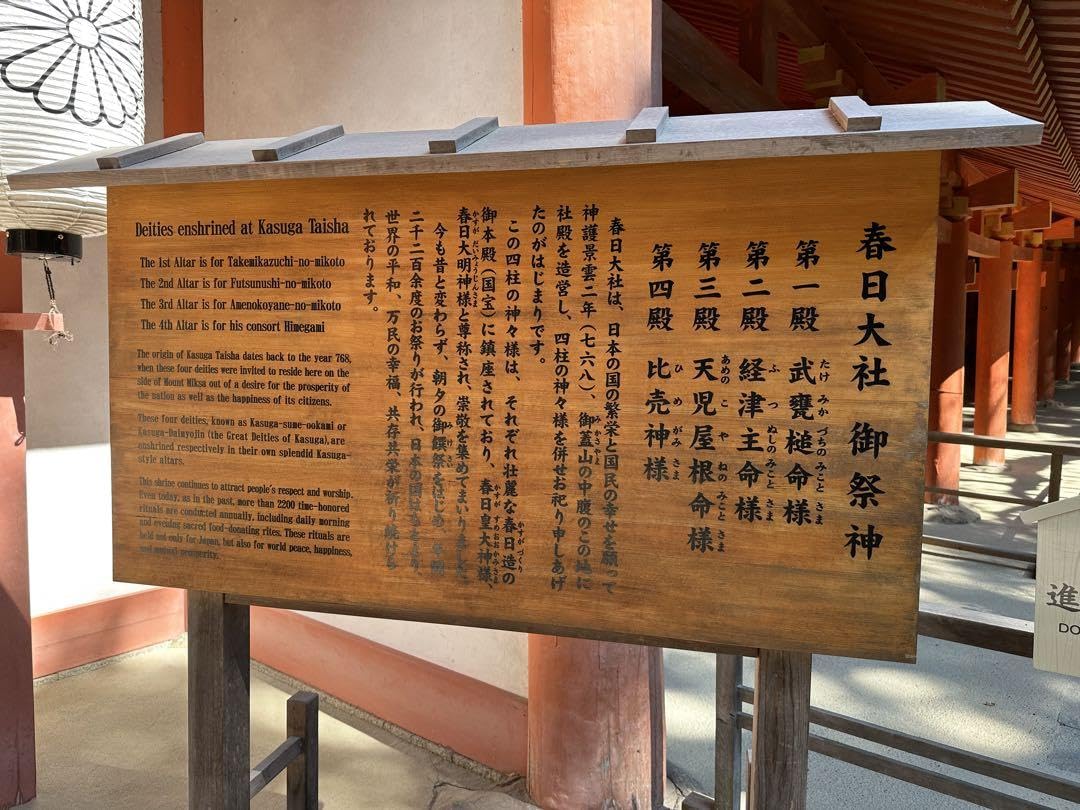 春日大社 御祭神
第一殿 武甕槌命様
第二殿 経津主命様
第三殿 天児屋根命様
第四殿 比売神様
春日大社は、日本の国の繁栄と国民の幸せを願って
神護景雲二年(七六八)、御蓋山の中腹のこの地に
社殿を造営し、四柱の神々様を併せお祀り申しあげ
たのがはじまりです。
この四柱の神々様は、それぞれ壮麗な春日造の
御本殿(国宝)に鎮座されており、春日皇大神様、
春日大明神様と尊称され、崇敬を集めてまいりました。
今も昔と変わらず、朝夕の御饌祭をはじめ、年間
二千二百余度のお祭りが行われ、日本の国はもとより、
世界の平和、万民の幸福、共存共栄が祈り続けら
れております。
Deities enshrined at Kasuga Taisha
The 1st Altar is for Takemikazuchi-no-mikoto
The 2nd Altar is for Futsunushi-no-mikoto
The 3rd Altar is for Amenokoyane-no-mikoto
The 4th Altar is for his consort Himegami
The origin of Kasuga Taisha dates back to the year 768,
when these four deities were invited to reside here on the
side of Mount Miksa out of a desire for the prosperity of
the nation as well as the happiness of its citizens.
These four deities, known as Kasuga-sume-ookami or
Kasuga-Daimyojin (the Great Deities of Kasuga), are
enshrined respectively in their own splendid Kasuga-
style altars.
This shrine continues to attract people's respect and worship.
Even today, as in the past, more than 2200 time-honored
rituals are conducted annually, including daily morning
and evening sacred food-donating rites. These rituals are
held not only for Japan, but also for world peace, happiness,
and mutual prosperity.
進
DO